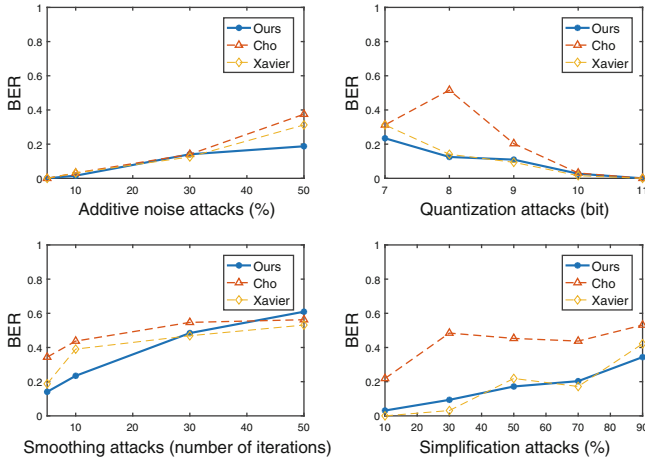 BER
1
0.8
0.6
0.4
0.2
0
Ours
Cho
Xavier
10 30 50
Additive noise attacks (%)
BER
1
0.8
0.6
0.4
0.2
0
Ours
Cho
Xavier
7 8 9 10 11
Quantization attacks (bit)
BER
1
0.8
0.6
0.4
0.2
0
Ours
Cho
Xavier
10 30 50
Smoothing attacks (number of iterations)
BER
1
0.8
0.6
0.4
0.2
0
Ours
Cho
Xavier
10 20 30 40 50 60 70 80 90
Simplification attacks (%)